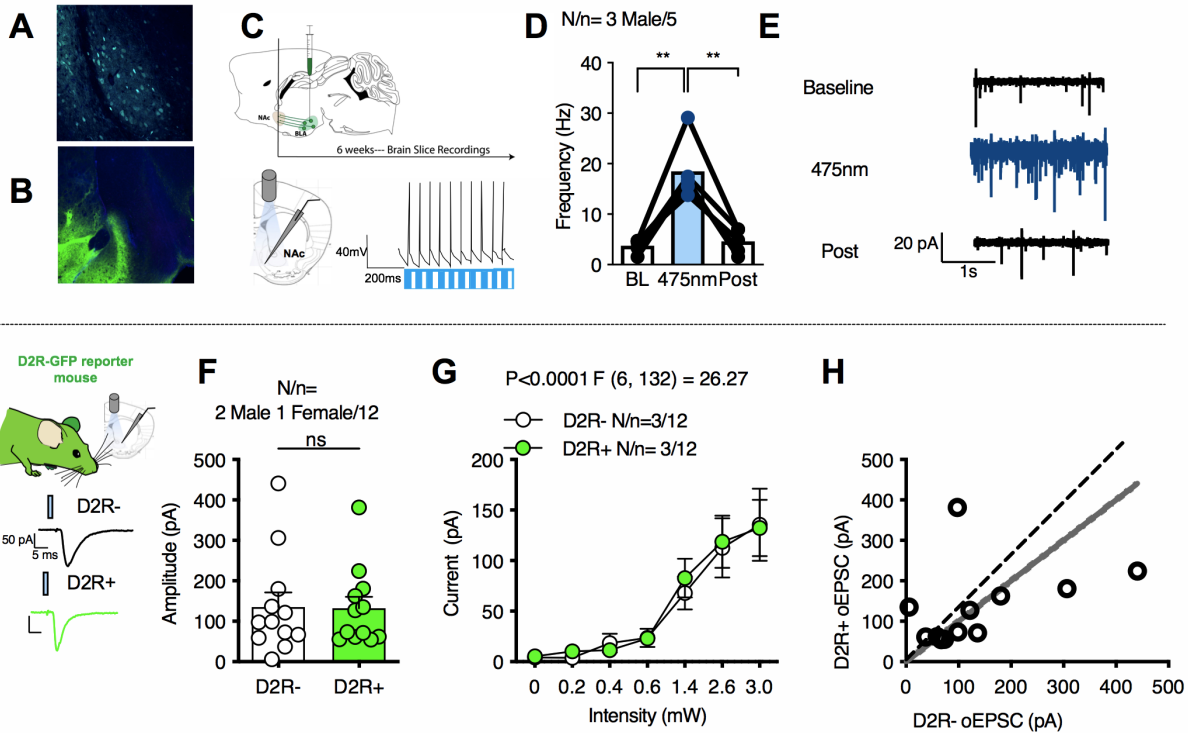 A
B
C
NAc
BLA
6 weeks--- Brain Slice Recordings
NAc
40mV
200ms
D
N/n= 3 Male/5
** **
Frequency (Hz)
40
30
20
10
0
BL 475nm Post
E
Baseline
475nm
Post
20 pA
1s
D2R-GFP reporter
mouse
D2R-
50 pA
5 ms
D2R+
F
N/n=
2 Male 1 Female/12
ns
Amplitude (pA)
500
400
300
200
100
0
D2R- D2R+
G
P<0.0001 F (6, 132) = 26.27
D2R- N/n=3/12
D2R+ N/n= 3/12
Current (pA)
200
150
100
50
0
0 0.2 0.4 0.6 1.4 2.6 3.0
Intensity (mW)
H
D2R+ oEPSC (pA)
500
400
300
200
100
0
0 100 200 300 400 500
D2R- oEPSC (pA)